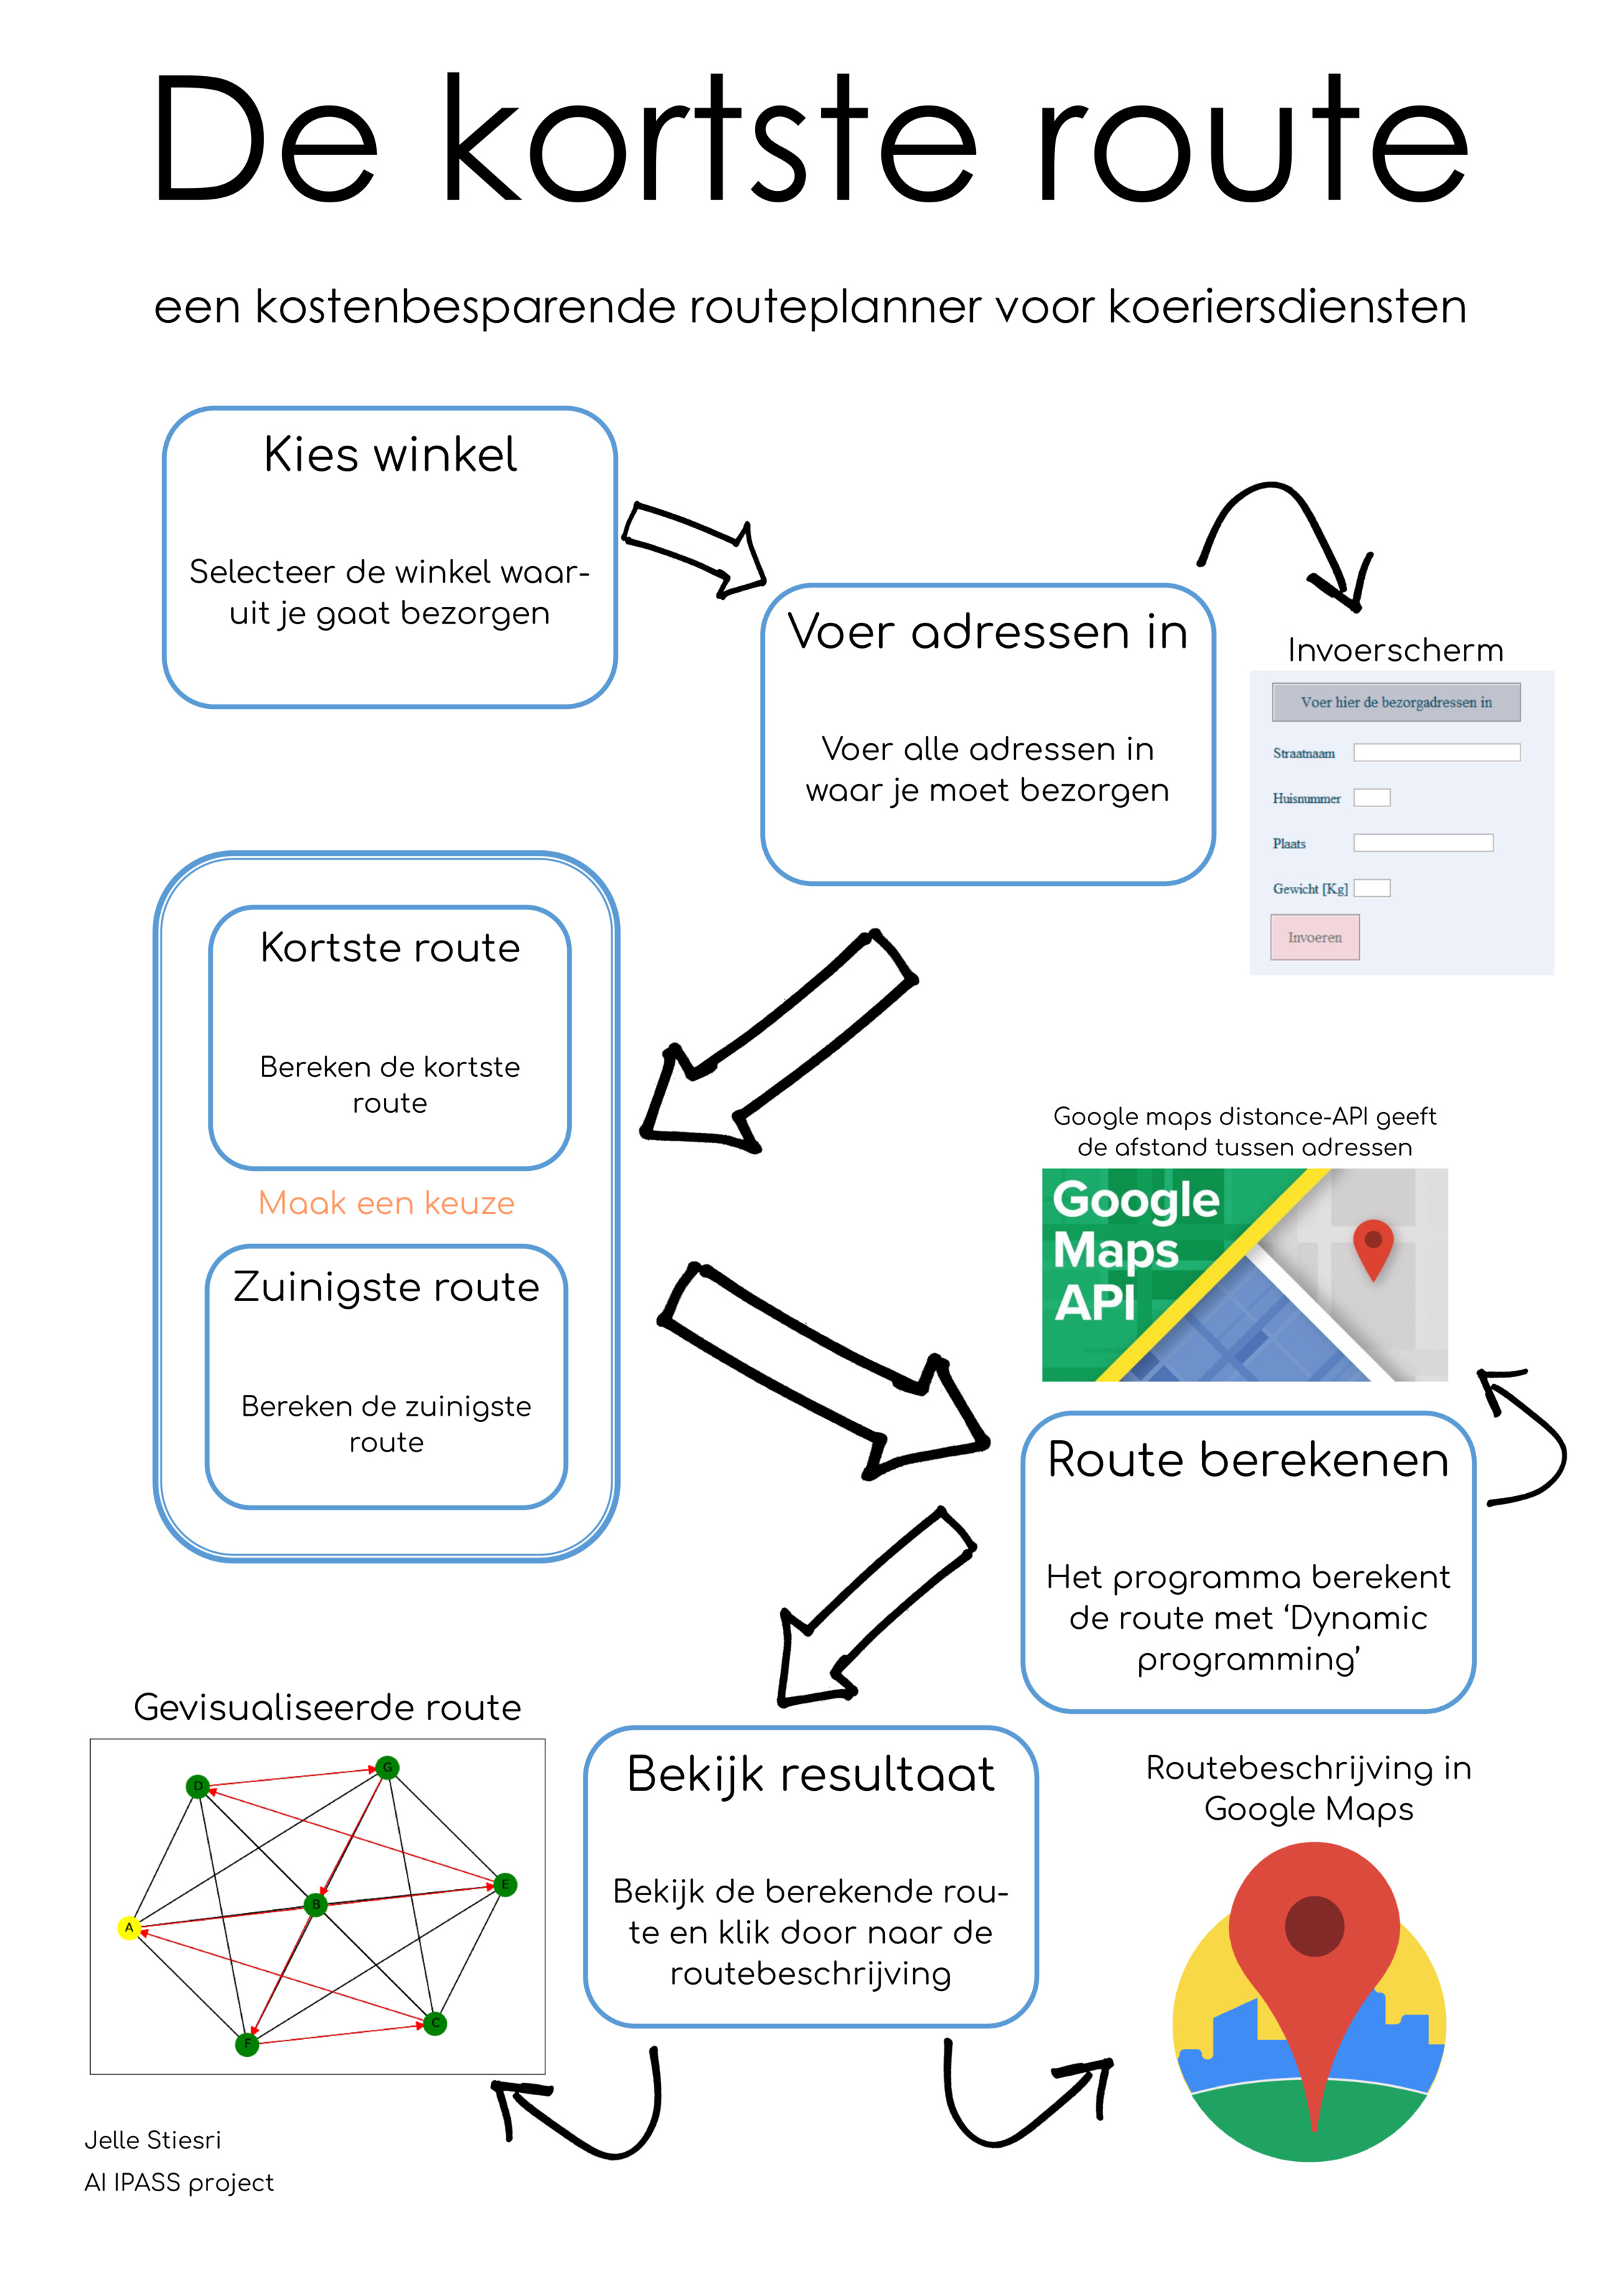 De kortste route
een kostenbesparende routeplanner voor koeriersdiensten
Kies winkel
Selecteer de winkel waar-
uit je gaat bezorgen
Voer adressen in
Voer alle adressen in
waar je moet bezorgen
Invoerscherm
Voer hier de bezorgadressen in
Straatnaam
Huisnummer
Plaats
Gewicht [Kg]
Invoeren
Kortste route
Bereken de kortste
route
Maak een keuze
Zuinigste route
Bereken de zuinigste
route
Google maps distance-API geeft
de afstand tussen adressen
Google
Maps
API
Route berekenen
Het programma berekent
de route met ‘Dynamic
programming’
Bekijk resultaat
Bekijk de berekende rou-
te en klik door naar de
routebeschrijving
Gevisualiseerde route
G
D
E
B
A
C
F
Routebeschrijving in
Google Maps
Jelle Stiesri
AI IPASS project